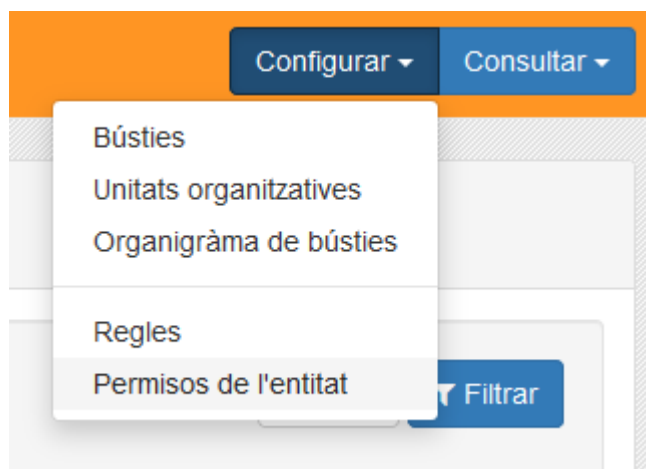 Configurar Consultar
Bústies
Unitats organitzatives
Organigràma de bústies
Regles
Permisos de l'entitat
Filtrar